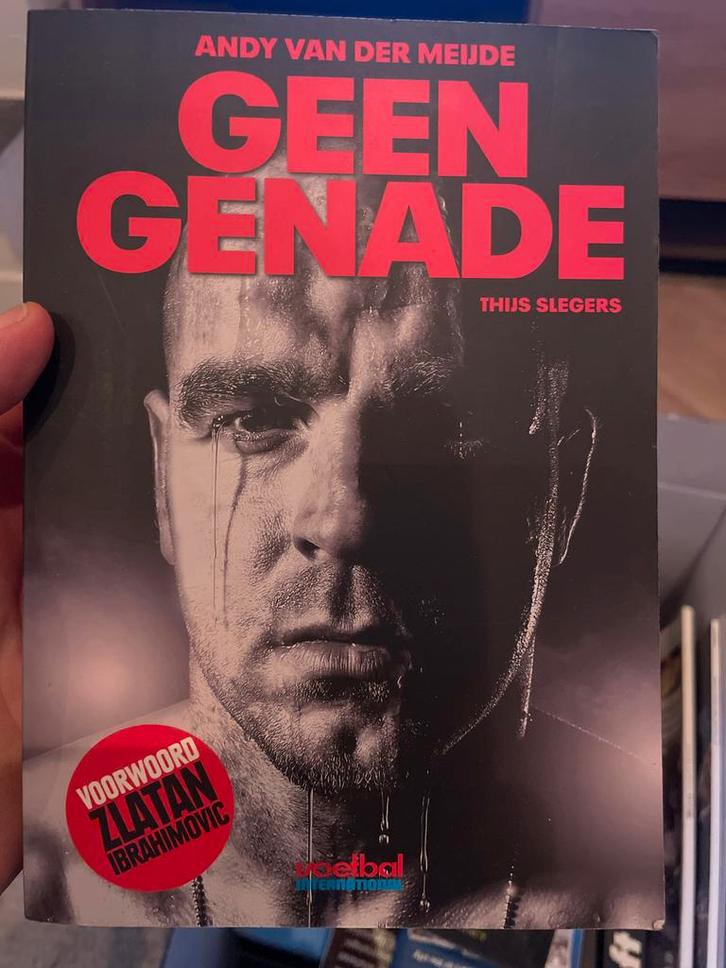 ANDY VAN DER MEIJDE
GEEN
GENADE
THIJS SLEGERS
VOORWOORD
ZLATAN
IBRAHIMOVIC
voetbal
INTERNATIONAL